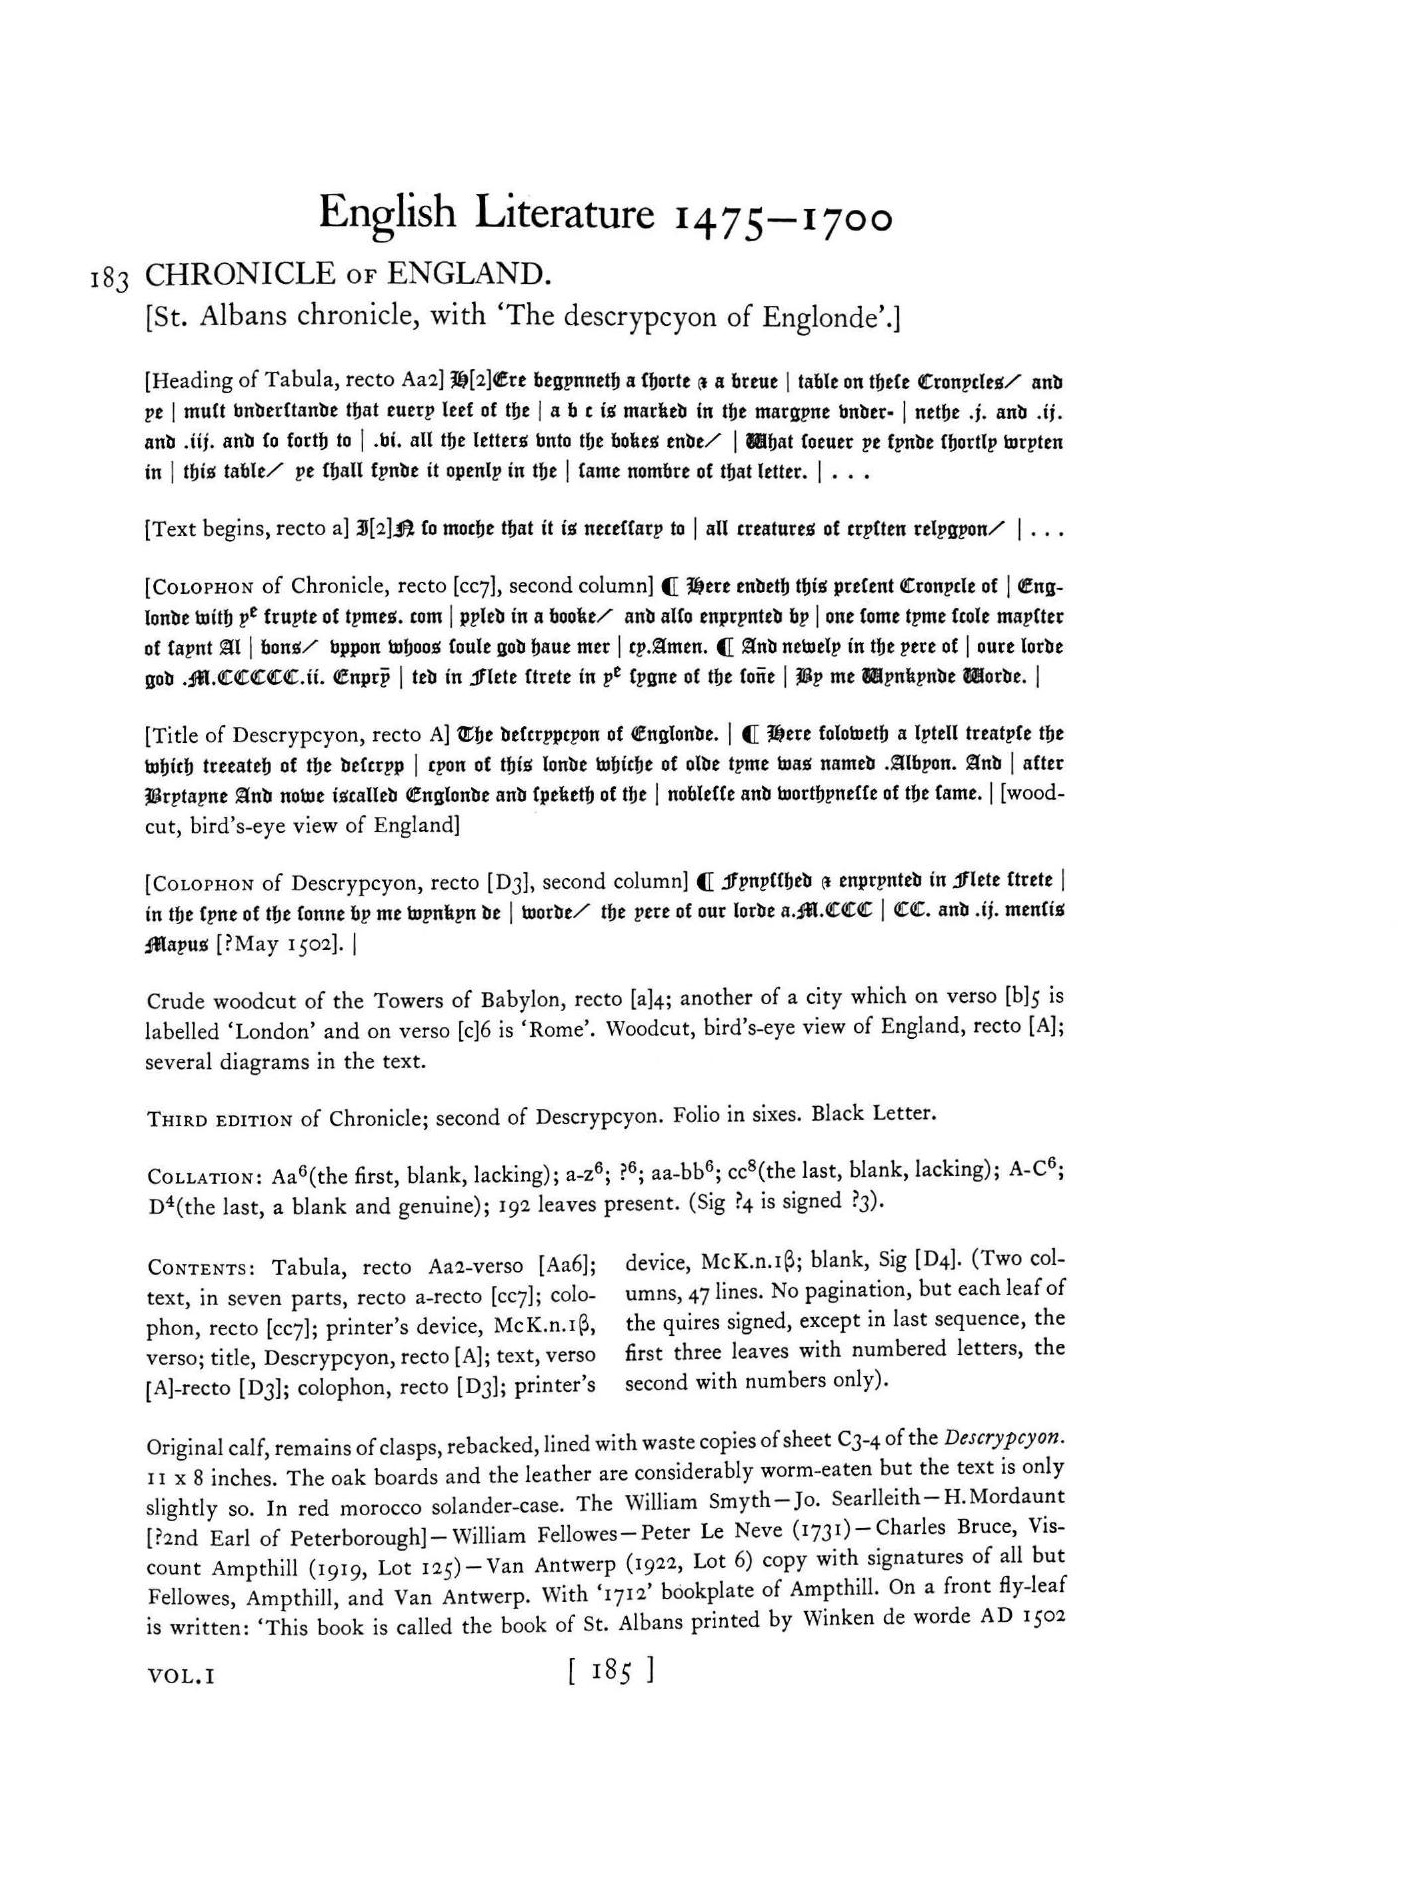 English Literature 1475–1700
183 CHRONICLE OF ENGLAND.
[St. Albans chronicle, with ‘The descrypcyon of Englonde’.]
[Heading of Tabula, recto Aa2] H[2]Ere begynneth a ſhorte ⁊ a breue | table on theſe Cronycles/ and
ye | muſt vnderſtande that euery leef of the | a b c is marked in the margyne vnder- | nethe .j. and .ij.
and .iij. and ſo forth to | .vi. all the letters vnto the bokes ende/ | What ſoeuer ye fynde ſhortly wryten
in | this table/ ye ſhall fynde it openly in the | ſame nombre of that letter. | . . .
[Text begins, recto a] I[2]N ſo moche that it is neceſſary to | all creatures of cryſten relygyon/ | . . .
[COLOPHON of Chronicle, recto [cc7], second column] ¶ Here endeth this preſent Cronycle of | Eng-
londe with yᵉ fruyte of tymes. com | pyled in a booke/ and alſo enprynted by | one ſome tyme ſcole mayſter
of ſaynt Al | bons/ vppon whoos ſoule god haue mer | cy.Amen. ¶ And newely in the yere of | oure lorde
god .M.CCCCC.ii. Enprȳ | ted in Flete ſtrete in yᵉ ſygne of the ſon̄e | By me Wynkynde Worde. |
[Title of Descrypcyon, recto A] The deſcrypcyon of Englonde. | ¶ Here foloweth a lytell treatyſe the
which treeateh of the deſcryp | cyon of this londe whiche of olde tyme was named .Albyon. And | after
Brytayne And nowe iscalled Englonde and ſpeketh of the | nobleſſe and worthyneſſe of the ſame. | [wood-
cut, bird’s-eye view of England]
[COLOPHON of Descrypcyon, recto [D3], second column] ¶ Fynyſſhed ⁊ enprynted in Flete ſtrete |
in the ſyne of the ſonne by me wynkyn de | worde/ the yere of our lorde a.M.CCC | CC. and .ij. menſis
Mayus [?May 1502]. |
Crude woodcut of the Towers of Babylon, recto [a]4; another of a city which on verso [b]5 is
labelled ‘London’ and on verso [c]6 is ‘Rome’. Woodcut, bird’s-eye view of England, recto [A];
several diagrams in the text.
THIRD EDITION of Chronicle; second of Descrypcyon. Folio in sixes. Black Letter.
COLLATION: Aa⁶(the first, blank, lacking); a-z⁶; ?⁶; aa-bb⁶; cc⁸(the last, blank, lacking); A-C⁶;
D⁴(the last, a blank and genuine); 192 leaves present. (Sig ?4 is signed ?3).
CONTENTS: Tabula, recto Aa2-verso [Aa6];
text, in seven parts, recto a-recto [cc7]; colo-
phon, recto [cc7]; printer’s device, McK.n.1β,
verso; title, Descrypcyon, recto [A]; text, verso
[A]-recto [D3]; colophon, recto [D3]; printer’s
device, McK.n.1β; blank, Sig [D4]. (Two col-
umns, 47 lines. No pagination, but each leaf of
the quires signed, except in last sequence, the
first three leaves with numbered letters, the
second with numbers only).
Original calf, remains of clasps, rebacked, lined with waste copies of sheet C3-4 of the Descrypcyon.
11 x 8 inches. The oak boards and the leather are considerably worm-eaten but the text is only
slightly so. In red morocco solander-case. The William Smyth—Jo. Searlleith—H.Mordaunt
[?2nd Earl of Peterborough]—William Fellowes—Peter Le Neve (1731)—Charles Bruce, Vis-
count Ampthill (1919, Lot 125)—Van Antwerp (1922, Lot 6) copy with signatures of all but
Fellowes, Ampthill, and Van Antwerp. With ‘1712’ bookplate of Ampthill. On a front fly-leaf
is written: ‘This book is called the book of St. Albans printed by Winken de worde AD 1502
VOL.I [ 185 ]